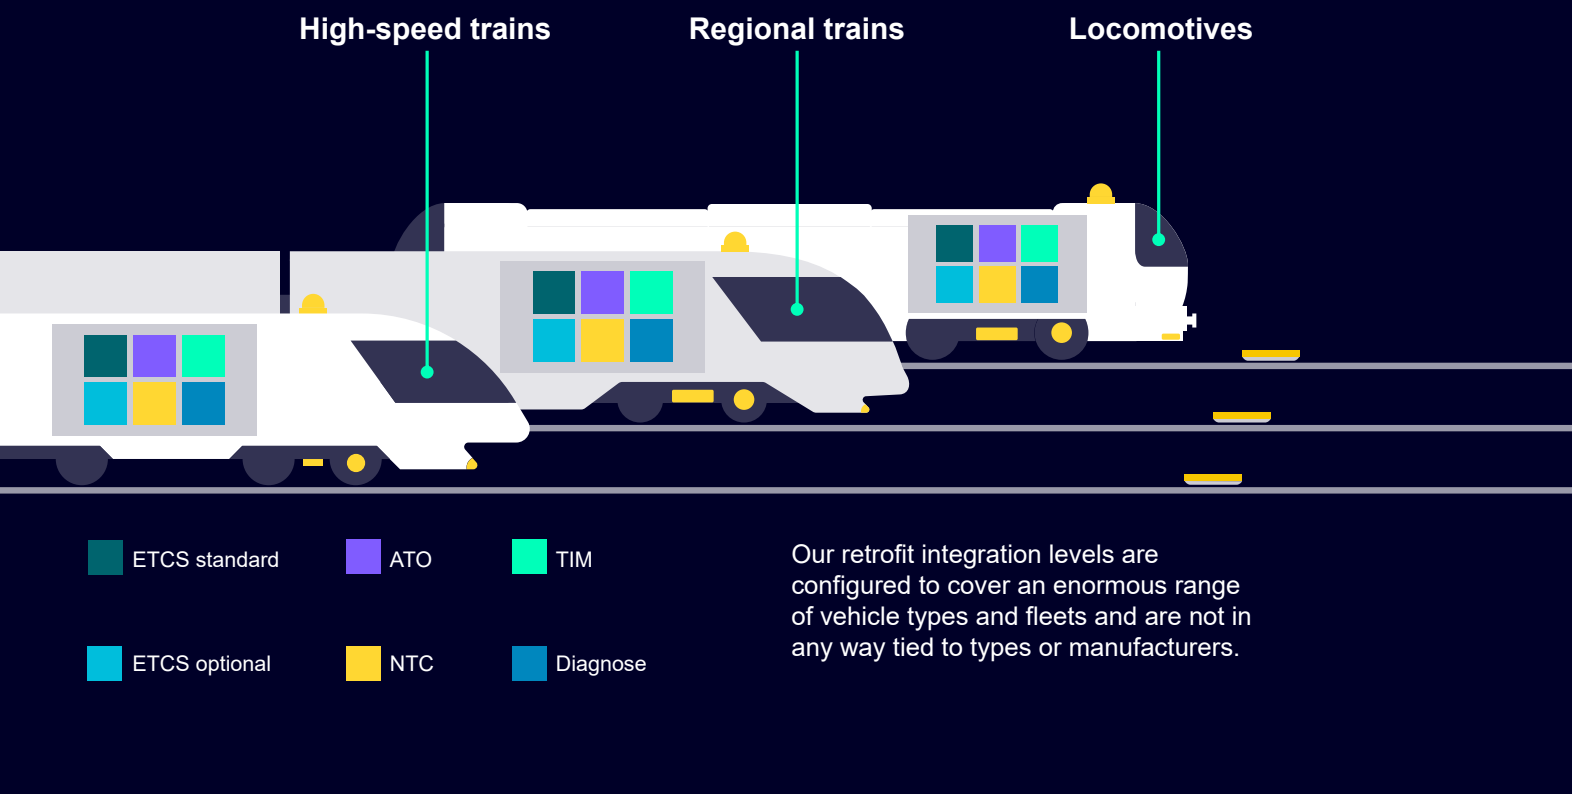 High-speed trains
Regional trains
Locomotives
ETCS standard
ATO
TIM
ETCS optional
NTC
Diagnose
Our retrofit integration levels are
configured to cover an enormous range
of vehicle types and fleets and are not in
any way tied to types or manufacturers.